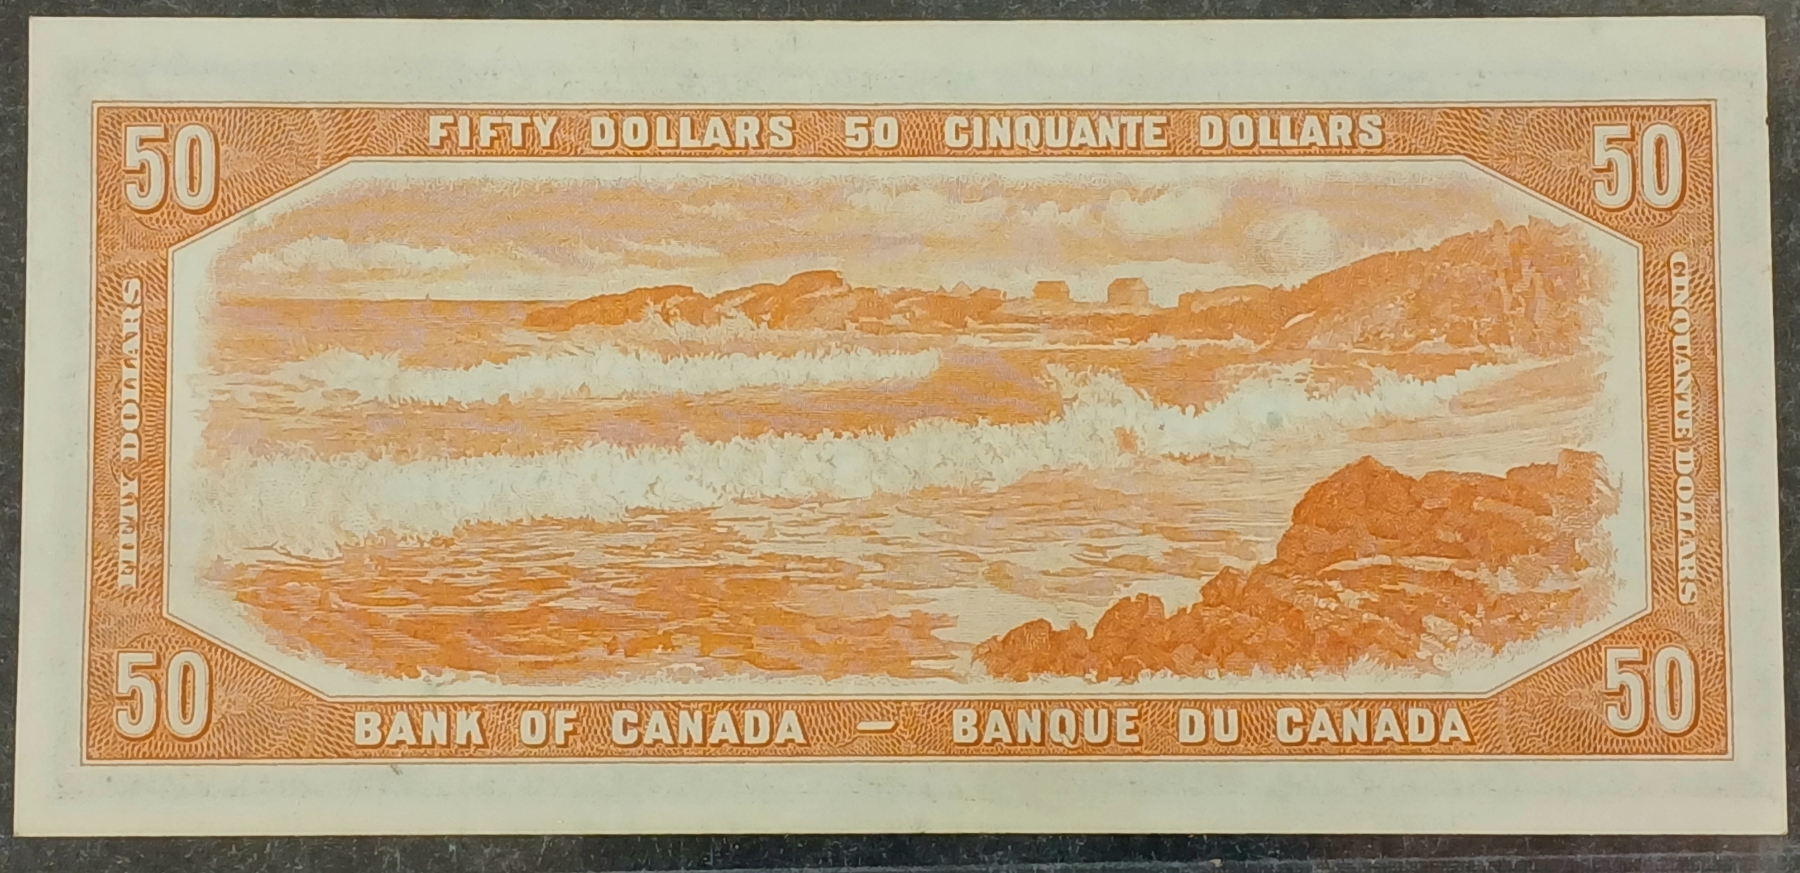 50 FIFTY DOLLARS 50 CINQUANTE DOLLARS 50
FIFTY DOLLARS
CINQUANTE DOLLARS
50 BANK OF CANADA — BANQUE DU CANADA 50